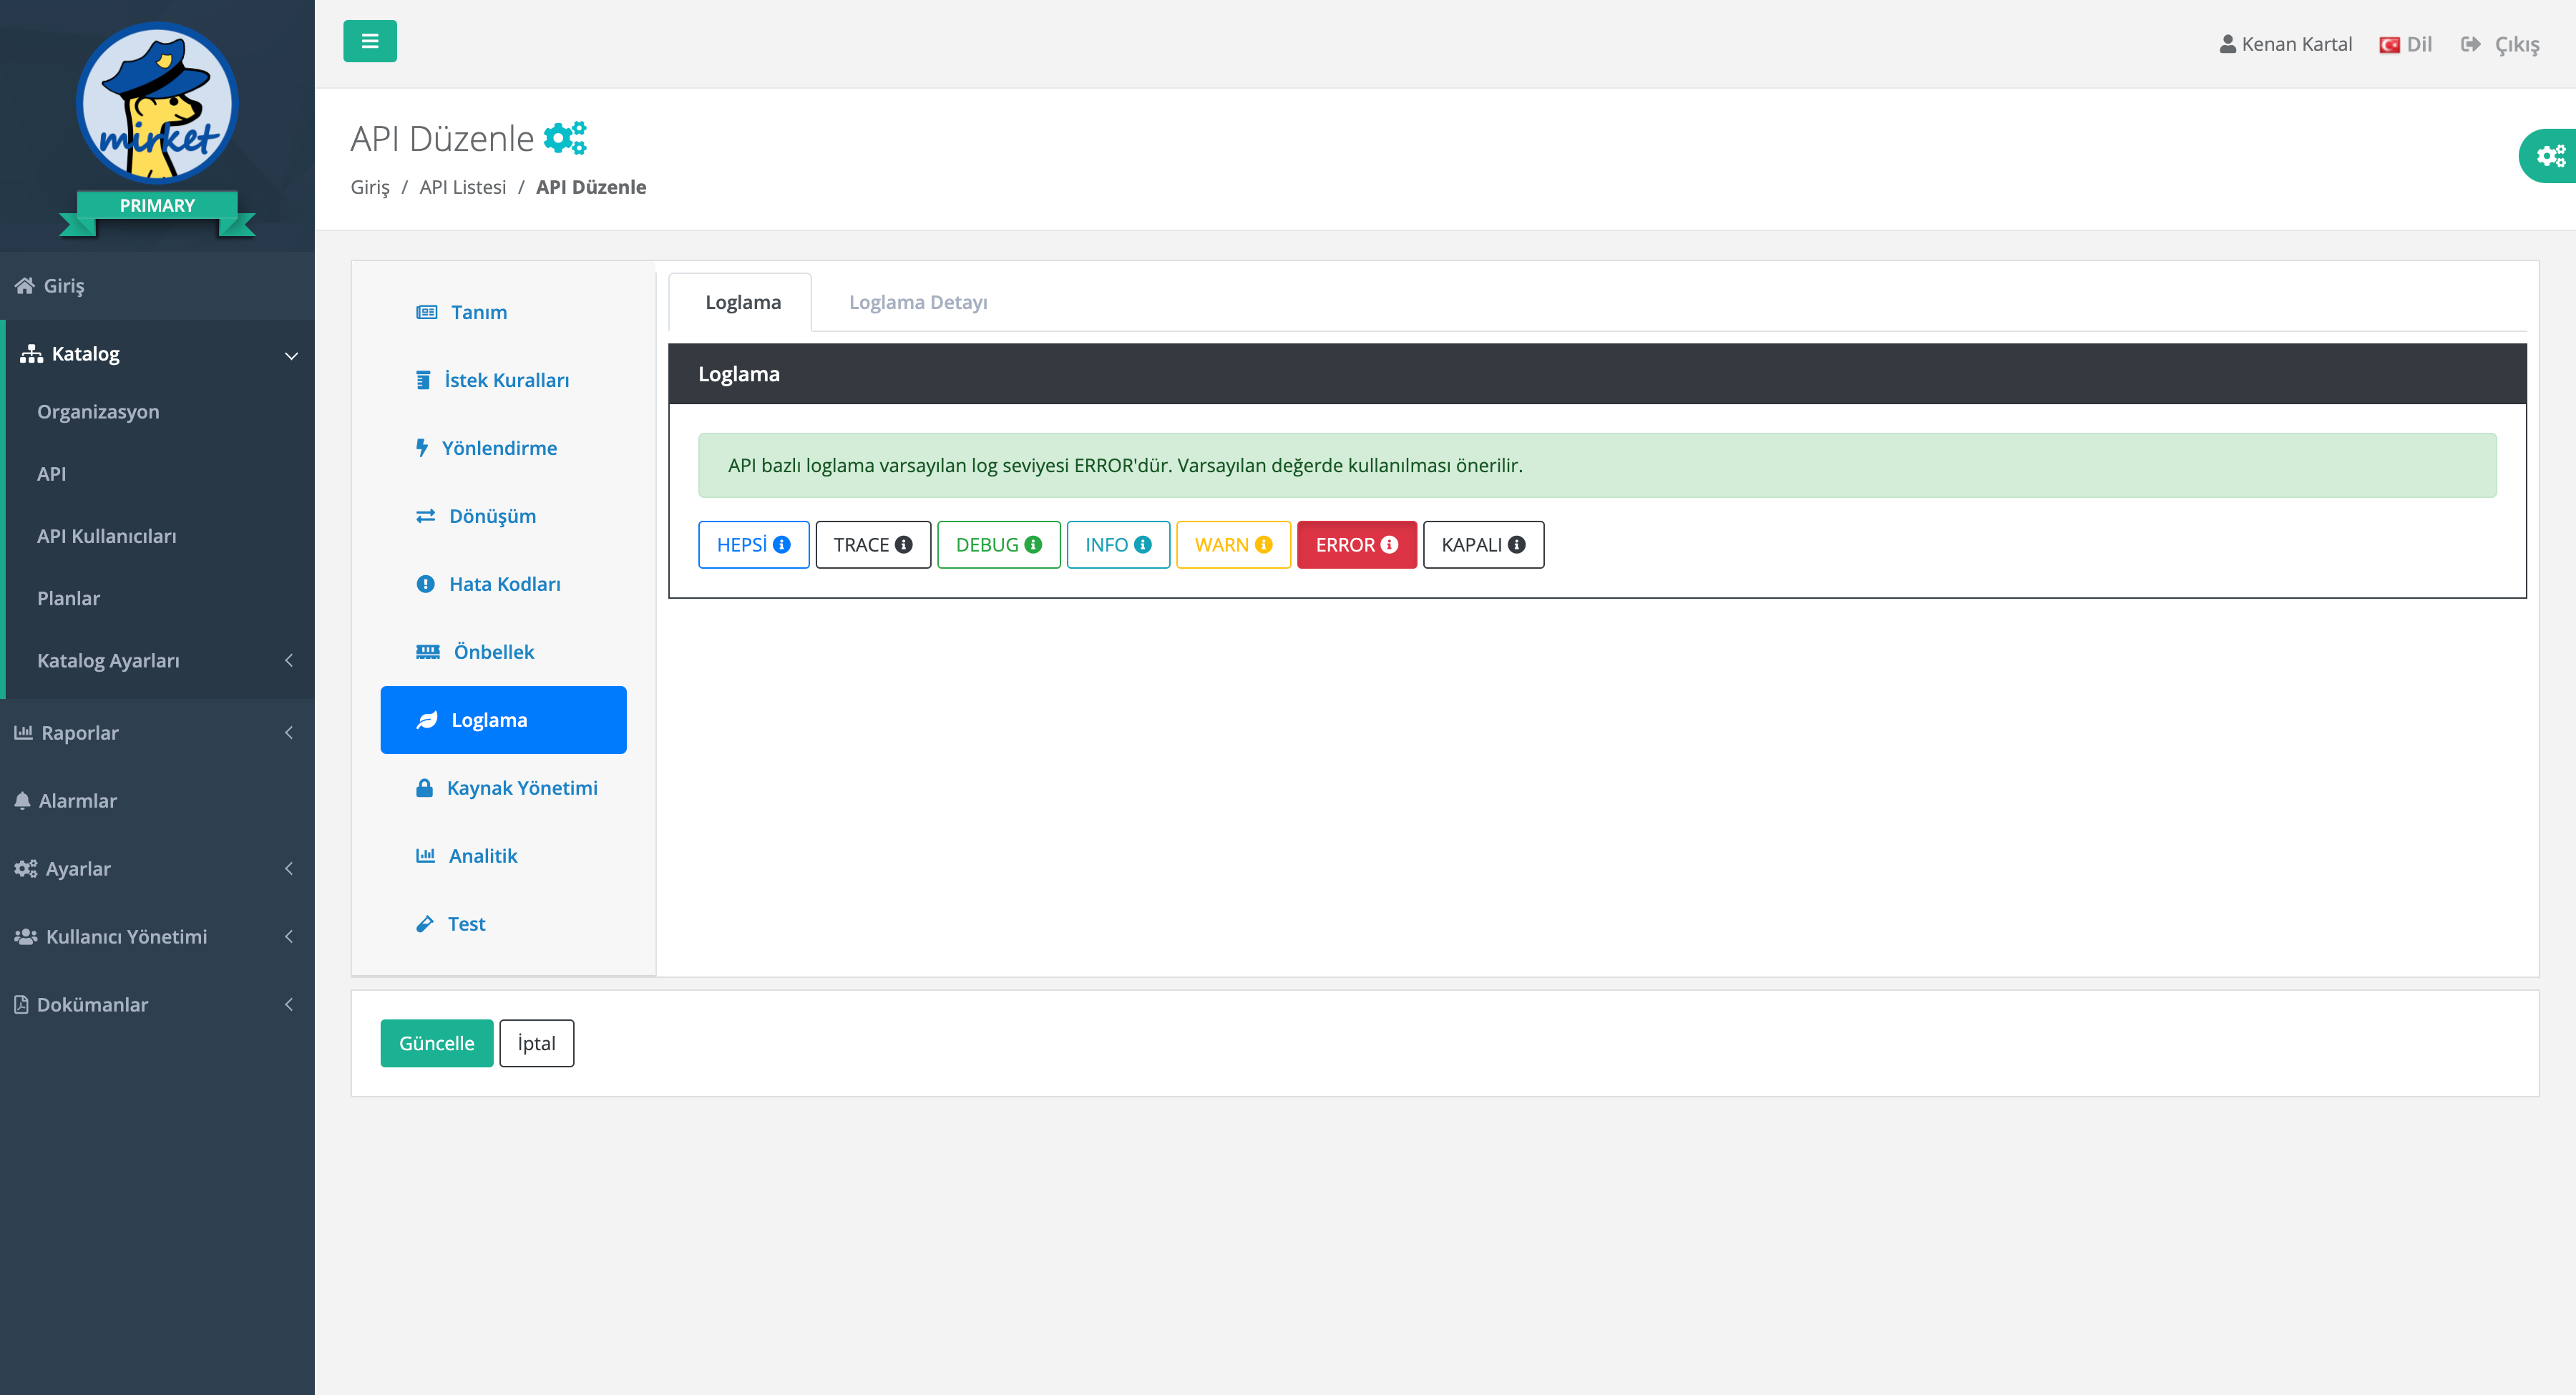 mirket
PRIMARY
Giriş
Katalog
Organizasyon
API
API Kullanıcıları
Planlar
Katalog Ayarları
Raporlar
Alarmlar
Ayarlar
Kullanıcı Yönetimi
Dokümanlar
Kenan Kartal Dil Çıkış
API Düzenle
Giriş / API Listesi / API Düzenle
Tanım
İstek Kuralları
Yönlendirme
Dönüşüm
Hata Kodları
Önbellek
Loglama
Kaynak Yönetimi
Analitik
Test
Loglama Loglama Detayı
Loglama
API bazlı loglama varsayılan log seviyesi ERROR'dür. Varsayılan değerde kullanılması önerilir.
HEPSİ TRACE DEBUG INFO WARN ERROR KAPALI
Güncelle İptal